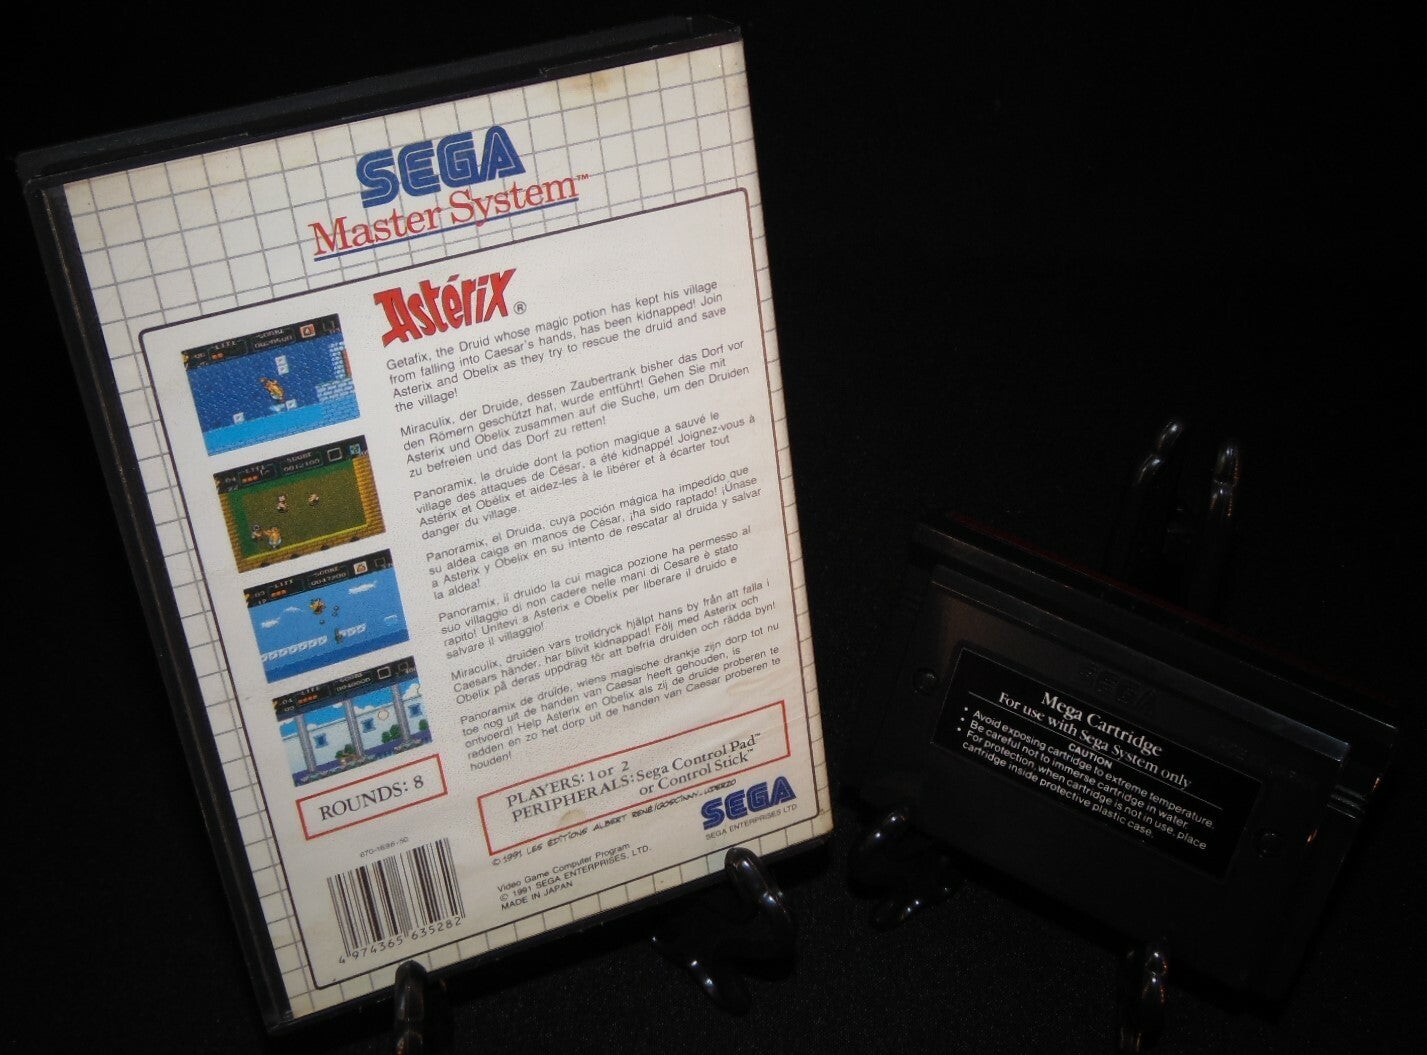 SEGA
Master System™
Astérix®
Getafix, the Druid whose magic potion has kept his village
from falling into Caesar's hands, has been kidnapped! Join
Asterix and Obelix as they try to rescue the druid and save
the village!
Miraculix, der Druide, dessen Zaubertrank bisher das Dorf vor
den Römern geschützt hat, wurde entführt! Gehen Sie mit
Asterix und Obelix zusammen auf die Suche, um den Druiden
zu befreien und das Dorf zu retten!
Panoramix, le druide dont la potion magique a sauvé le
village des attaques de César, a été kidnappé! Joignez-vous à
Astérix et Obélix et aidez-les à le libérer et à écarter tout
danger du village.
Panoramix, el Druida, cuya poción mágica ha impedido que
su aldea caiga en manos de César, ¡ha sido raptado! ¡Unase
a Asterix y Obelix en su intento de rescatar al druida y salvar
la aldea!
Panoramix, il druido la cui magica pozione ha permesso al
suo villaggio di non cadere nelle mani di Cesare è stato
rapito! Unitevi a Asterix e Obelix per liberare il druido e
salvare il villaggio!
Miraculix, druiden vars trolldryck hjälpt hans by från att falla i
Caesars händer, har blivit kidnappad! Följ med Asterix och
Obelix på deras uppdrag för att befria druiden och rädda byn!
Panoramix de druïde, wiens magische drankje zijn dorp tot nu
toe nog uit de handen van Caesar heeft gehouden, is
ontvoerd! Help Asterix en Obelix als zij de druïde proberen te
redden en zo het dorp uit de handen van Caesar proberen te
houden!
ROUNDS: 8
PLAYERS: 1 or 2
PERIPHERALS: Sega Control Pad™
or Control Stick™
© 1991 LES EDITIONS ALBERT RENÉ/GOSCINNY-UDERZO
SEGA
SEGA ENTERPRISES LTD.
670-1696-50
4 974365 635282
Video Game Computer Program
© 1991 SEGA ENTERPRISES, LTD.
MADE IN JAPAN
SEGA
Mega Cartridge
For use with Sega System only
CAUTION
• Avoid exposing cartridge to extreme temperature.
• Be careful not to immerse cartridge in water.
• For protection, when cartridge is not in use, place
cartridge inside protective plastic case.